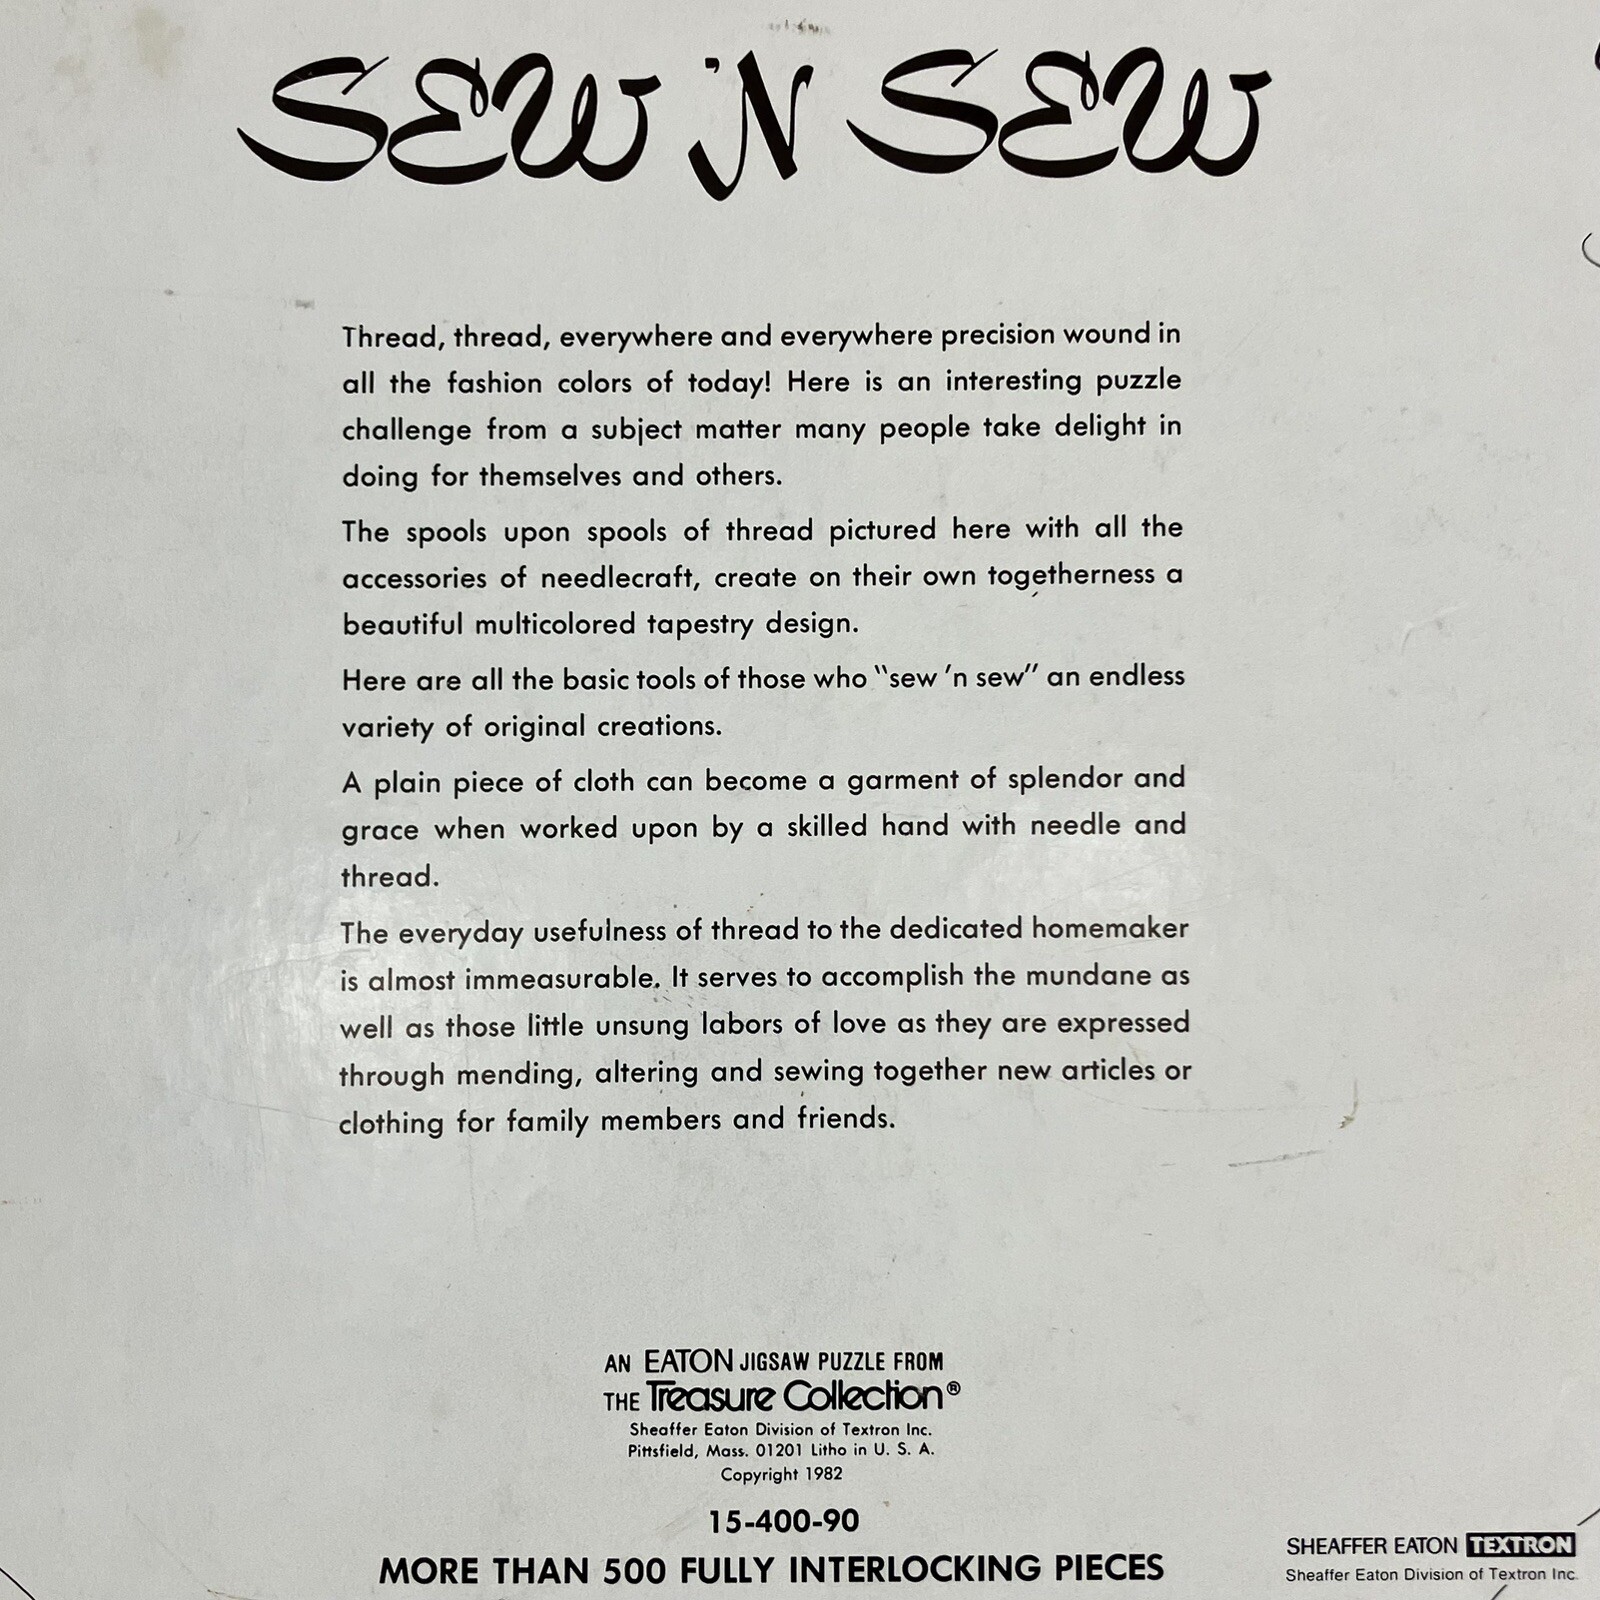 SEW 'N SEW
Thread, thread, everywhere and everywhere precision wound in
all the fashion colors of today! Here is an interesting puzzle
challenge from a subject matter many people take delight in
doing for themselves and others.
The spools upon spools of thread pictured here with all the
accessories of needlecraft, create on their own togetherness a
beautiful multicolored tapestry design.
Here are all the basic tools of those who "sew 'n sew" an endless
variety of original creations.
A plain piece of cloth can become a garment of splendor and
grace when worked upon by a skilled hand with needle and
thread.
The everyday usefulness of thread to the dedicated homemaker
is almost immeasurable. It serves to accomplish the mundane as
well as those little unsung labors of love as they are expressed
through mending, altering and sewing together new articles or
clothing for family members and friends.
AN EATON JIGSAW PUZZLE FROM
THE Treasure Collection®
Sheaffer Eaton Division of Textron Inc.
Pittsfield, Mass. 01201 Litho in U. S. A.
Copyright 1982
15-400-90
MORE THAN 500 FULLY INTERLOCKING PIECES
SHEAFFER EATON TEXTRON
Sheaffer Eaton Division of Textron Inc.